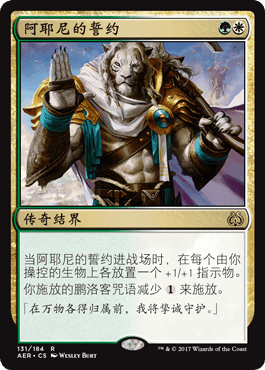 阿耶尼的誓约
传奇结界
当阿耶尼的誓约进战场时，在每个由你
操控的生物上各放置一个 +1/+1 指示物。
你施放的鹏洛客咒语减少 1 来施放。
「在万物各得归属前，我将挚诚守护。」
131/184 R
AER • CS WESLEY BURT
™ & © 2017 Wizards of the Coast